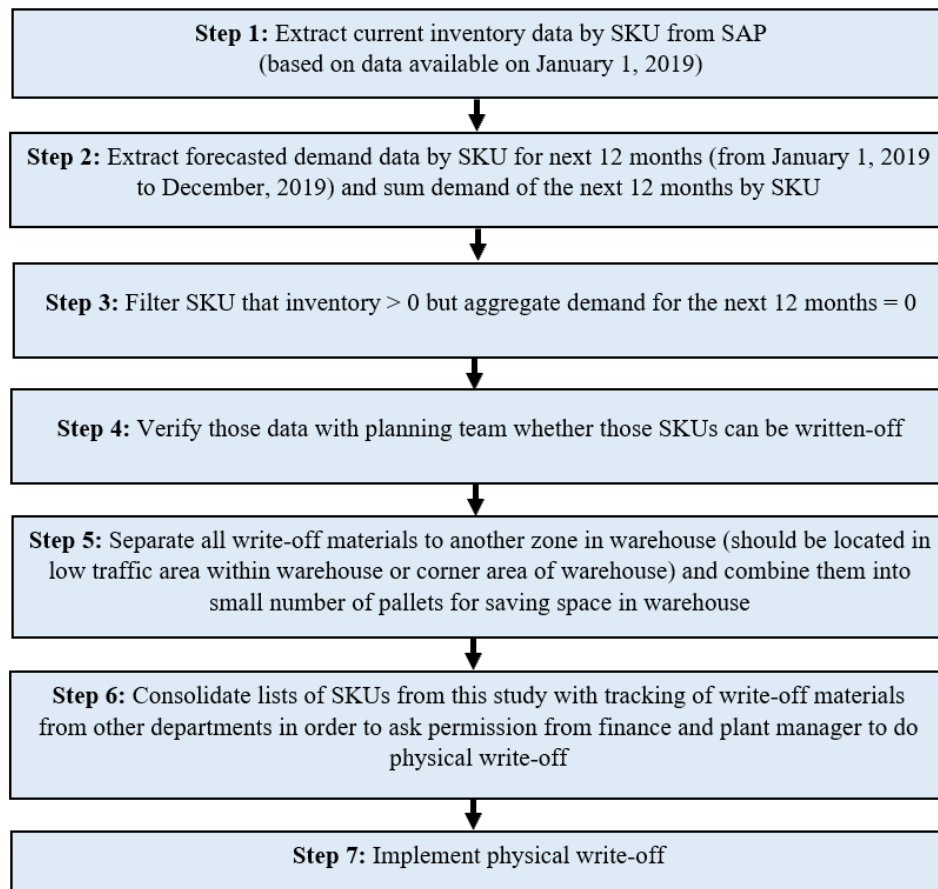 Step 1: Extract current inventory data by SKU from SAP
(based on data available on January 1, 2019)
Step 2: Extract forecasted demand data by SKU for next 12 months (from January 1, 2019
to December, 2019) and sum demand of the next 12 months by SKU
Step 3: Filter SKU that inventory > 0 but aggregate demand for the next 12 months = 0
Step 4: Verify those data with planning team whether those SKUs can be written-off
Step 5: Separate all write-off materials to another zone in warehouse (should be located in
low traffic area within warehouse or corner area of warehouse) and combine them into
small number of pallets for saving space in warehouse
Step 6: Consolidate lists of SKUs from this study with tracking of write-off materials
from other departments in order to ask permission from finance and plant manager to do
physical write-off
Step 7: Implement physical write-off